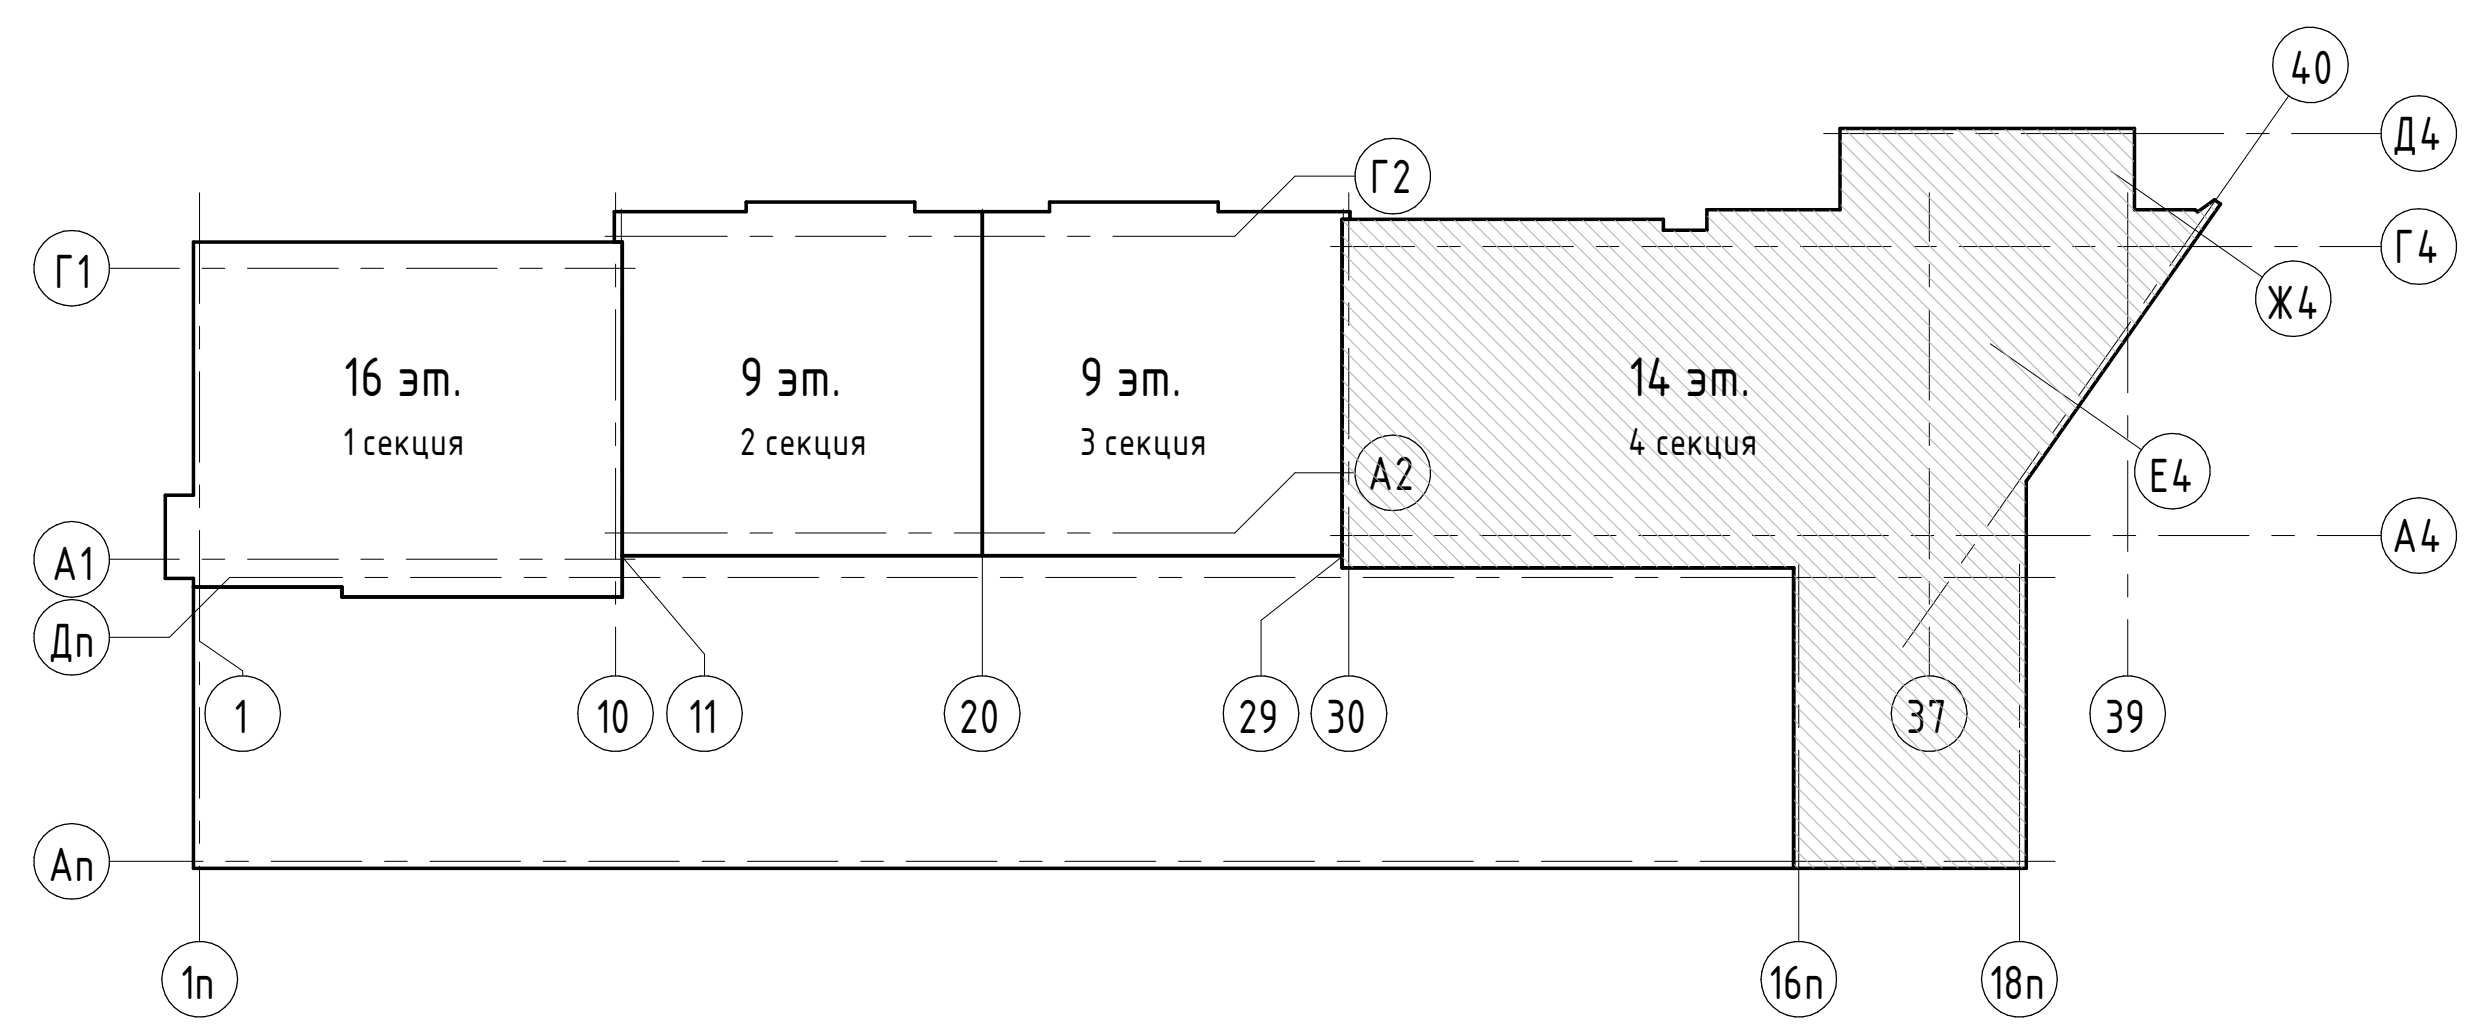 40
Д4
Г2
Г4
Г1
Ж4
16 эт.
1 секция
9 эт.
2 секция
9 эт.
3 секция
14 эт.
4 секция
А2
Е4
А1
А4
Дп
1
10
11
20
29
30
37
39
Ап
1п
16п
18п